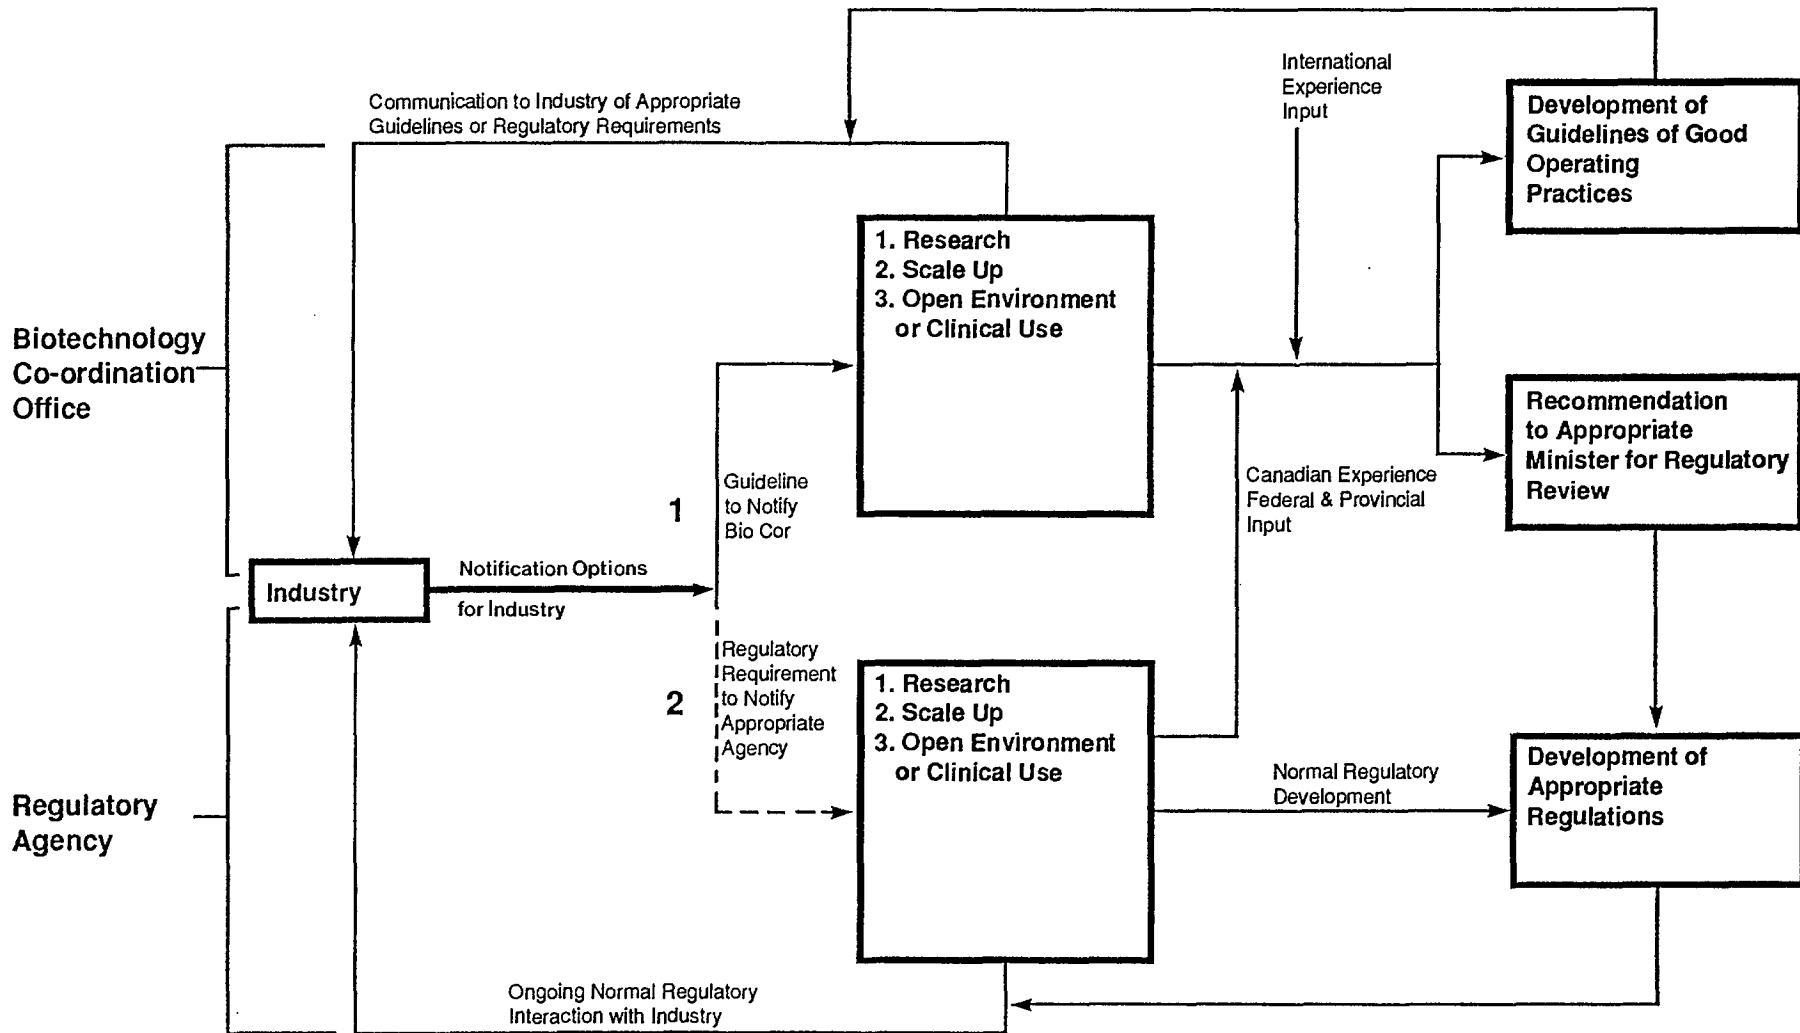 Communication to Industry of Appropriate
Guidelines or Regulatory Requirements
International
Experience
Input
Development of
Guidelines of Good
Operating
Practices
1. Research
2. Scale Up
3. Open Environment
or Clinical Use
Biotechnology
Co-ordination
Office
Recommendation
to Appropriate
Minister for Regulatory
Review
1
Guideline
to Notify
Bio Cor
Canadian Experience
Federal & Provincial
Input
Industry
Notification Options
for Industry
2
Regulatory
Requirement
to Notify
Appropriate
Agency
1. Research
2. Scale Up
3. Open Environment
or Clinical Use
Regulatory
Agency
Normal Regulatory
Development
Development of
Appropriate
Regulations
Ongoing Normal Regulatory
Interaction with Industry